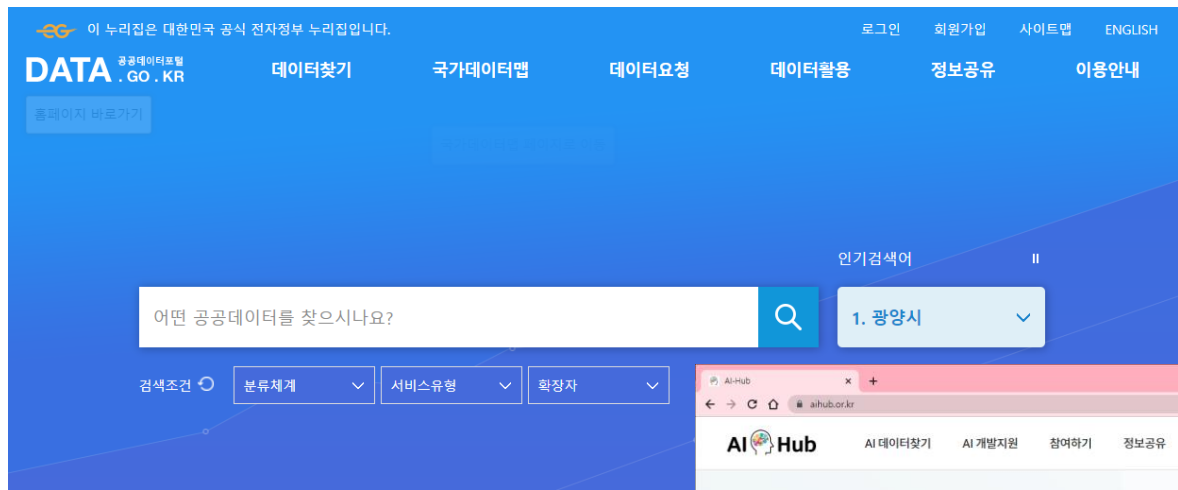 이 누리집은 대한민국 공식 전자정부 누리집입니다.
로그인 회원가입 사이트맵 ENGLISH
DATA 공공데이터포털
. GO . KR
데이터찾기 국가데이터맵 데이터요청 데이터활용 정보공유 이용안내
홈페이지 바로가기
인기검색어
어떤 공공데이터를 찾으시나요?
1. 광양시
검색조건 분류체계 서비스유형 확장자
AI-Hub
aihub.or.kr
AI Hub AI 데이터찾기 AI 개발지원 참여하기 정보공유